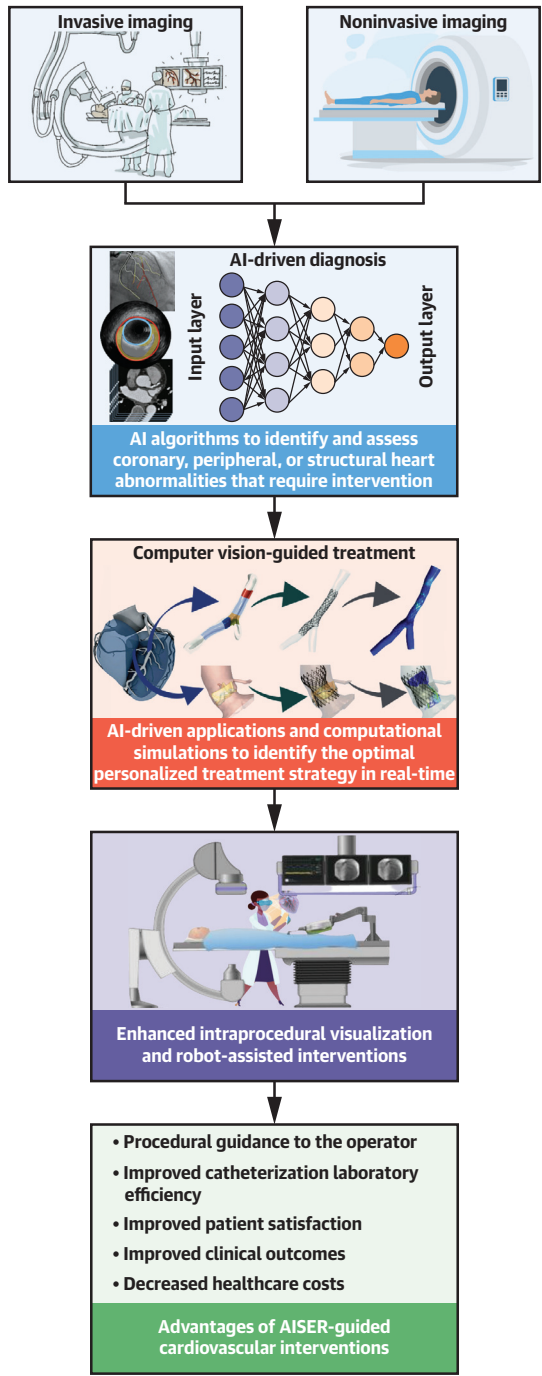 Invasive imaging
Noninvasive imaging
AI-driven diagnosis
Input layer
Output layer
AI algorithms to identify and assess
coronary, peripheral, or structural heart
abnormalities that require intervention
Computer vision-guided treatment
AI-driven applications and computational
simulations to identify the optimal
personalized treatment strategy in real-time
Enhanced intraprocedural visualization
and robot-assisted interventions
• Procedural guidance to the operator
• Improved catheterization laboratory
efficiency
• Improved patient satisfaction
• Improved clinical outcomes
• Decreased healthcare costs
Advantages of AISER-guided
cardiovascular interventions